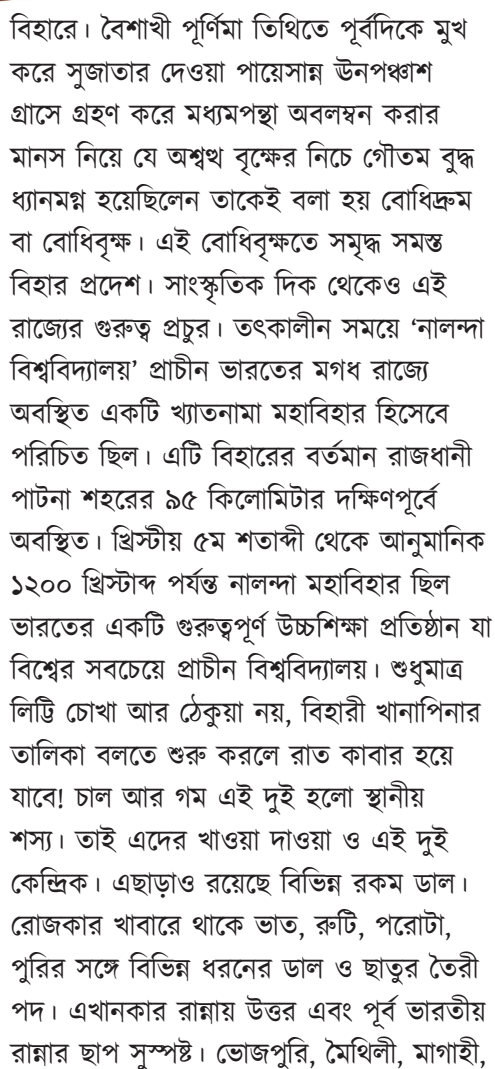 বিহারে। বৈশাখী পূর্ণিমা তিথিতে পূর্বদিকে মুখ
করে সুজাতার দেওয়া পায়েসান্ন ঊনপঞ্চাশ
গ্রাসে গ্রহণ করে মধ্যমপন্থা অবলম্বন করার
মানস নিয়ে যে অশ্বত্থ বৃক্ষের নিচে গৌতম বুদ্ধ
ধ্যানমগ্ন হয়েছিলেন তাকেই বলা হয় বোধিদ্রুম
বা বোধিবৃক্ষ। এই বোধিবৃক্ষতে সমৃদ্ধ সমস্ত
বিহার প্রদেশ। সাংস্কৃতিক দিক থেকেও এই
রাজ্যের গুরুত্ব প্রচুর। তৎকালীন সময়ে ‘নালন্দা
বিশ্ববিদ্যালয়’ প্রাচীন ভারতের মগধ রাজ্যে
অবস্থিত একটি খ্যাতনামা মহাবিহার হিসেবে
পরিচিত ছিল। এটি বিহারের বর্তমান রাজধানী
পাটনা শহরের ৯৫ কিলোমিটার দক্ষিণপূর্বে
অবস্থিত। খ্রিস্টীয় ৫ম শতাব্দী থেকে আনুমানিক
১২০০ খ্রিস্টাব্দ পর্যন্ত নালন্দা মহাবিহার ছিল
ভারতের একটি গুরুত্বপূর্ণ উচ্চশিক্ষা প্রতিষ্ঠান যা
বিশ্বের সবচেয়ে প্রাচীন বিশ্ববিদ্যালয়। শুধুমাত্র
লিট্টি চোখা আর ঠেকুয়া নয়, বিহারী খানাপিনার
তালিকা বলতে শুরু করলে রাত কাবার হয়ে
যাবে! চাল আর গম এই দুই হলো স্থানীয়
শস্য। তাই এদের খাওয়া দাওয়া ও এই দুই
কেন্দ্রিক। এছাড়াও রয়েছে বিভিন্ন রকম ডাল।
রোজকার খাবারে থাকে ভাত, রুটি, পরোটা,
পুরির সঙ্গে বিভিন্ন ধরনের ডাল ও ছাতুর তৈরী
পদ। এখানকার রান্নায় উত্তর এবং পূর্ব ভারতীয়
রান্নার ছাপ সুস্পষ্ট। ভোজপুরি, মৈথিলী, মাগাহী,